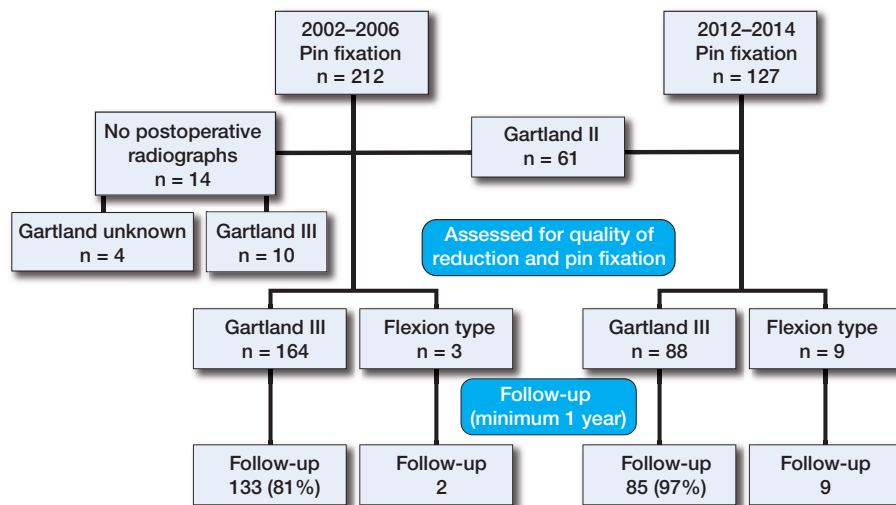 2002–2006
Pin fixation
n = 212
2012–2014
Pin fixation
n = 127
No postoperative
radiographs
n = 14
Gartland II
n = 61
Gartland unknown
n = 4
Gartland III
n = 10
Assessed for quality of
reduction and pin fixation
Gartland III
n = 164
Flexion type
n = 3
Gartland III
n = 88
Flexion type
n = 9
Follow-up
(minimum 1 year)
Follow-up
133 (81%)
Follow-up
2
Follow-up
85 (97%)
Follow-up
9